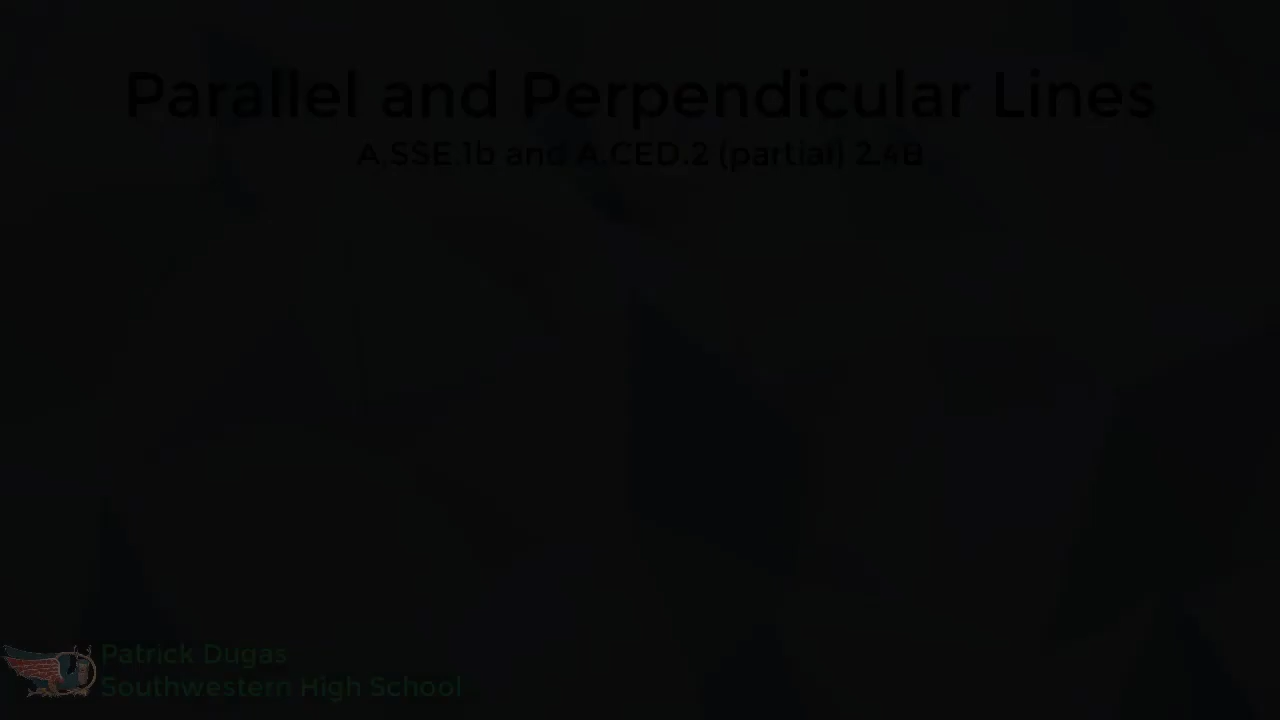 Parallel and Perpendicular Lines
A.SSE.1b and A.CED.2 (partial) 2.4B
Patrick Dugas
Southwestern High School